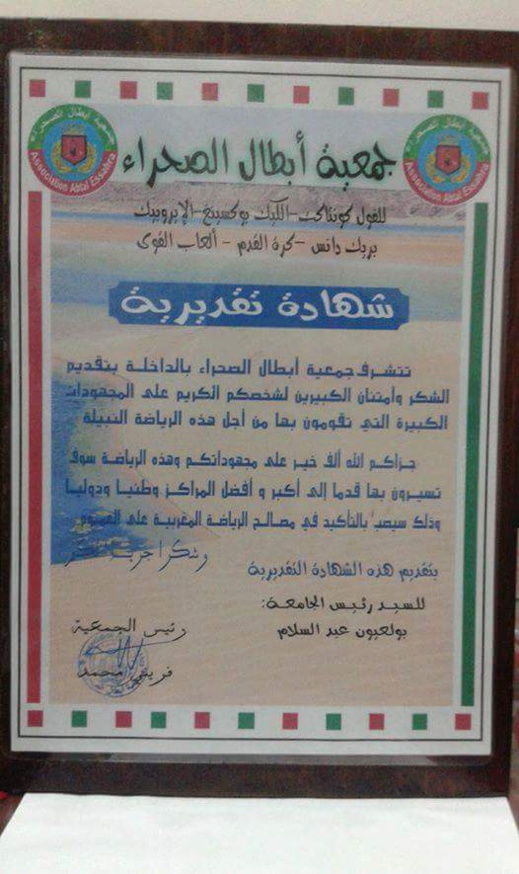 جمعية أبطال الصحراء
Association Abtal Essahra
للفول كونتاكت-الكيك بوكسينغ-الإيروبيك
بريك دانس -كرة القدم - ألعاب القوى
شهادة تقديرية
تتشرف جمعية أبطال الصحراء بالداخلة بتقديم
الشكر وأمتنان الكبيرين لشخصكم الكريم على المجهودات
الكبيرة التي تقومون بها من أجل هذه الرياضة النبيلة
جزاكم الله ألف خير على مجهوداتكم وهذه الرياضة سوف
تسيرون بها قدما إلى أكبر و أفضل المراكز وطنيا ودوليا
وذلك سيصب بالتأكيد في مصالح الرياضة المغربية على العموم
وشكرا جزيلا لكم
بتقديم هذه الشهادة التقديرية
للسيد رئيس الجامعة:
بولعيون عبد السلام
رئيس الجمعية
محمد